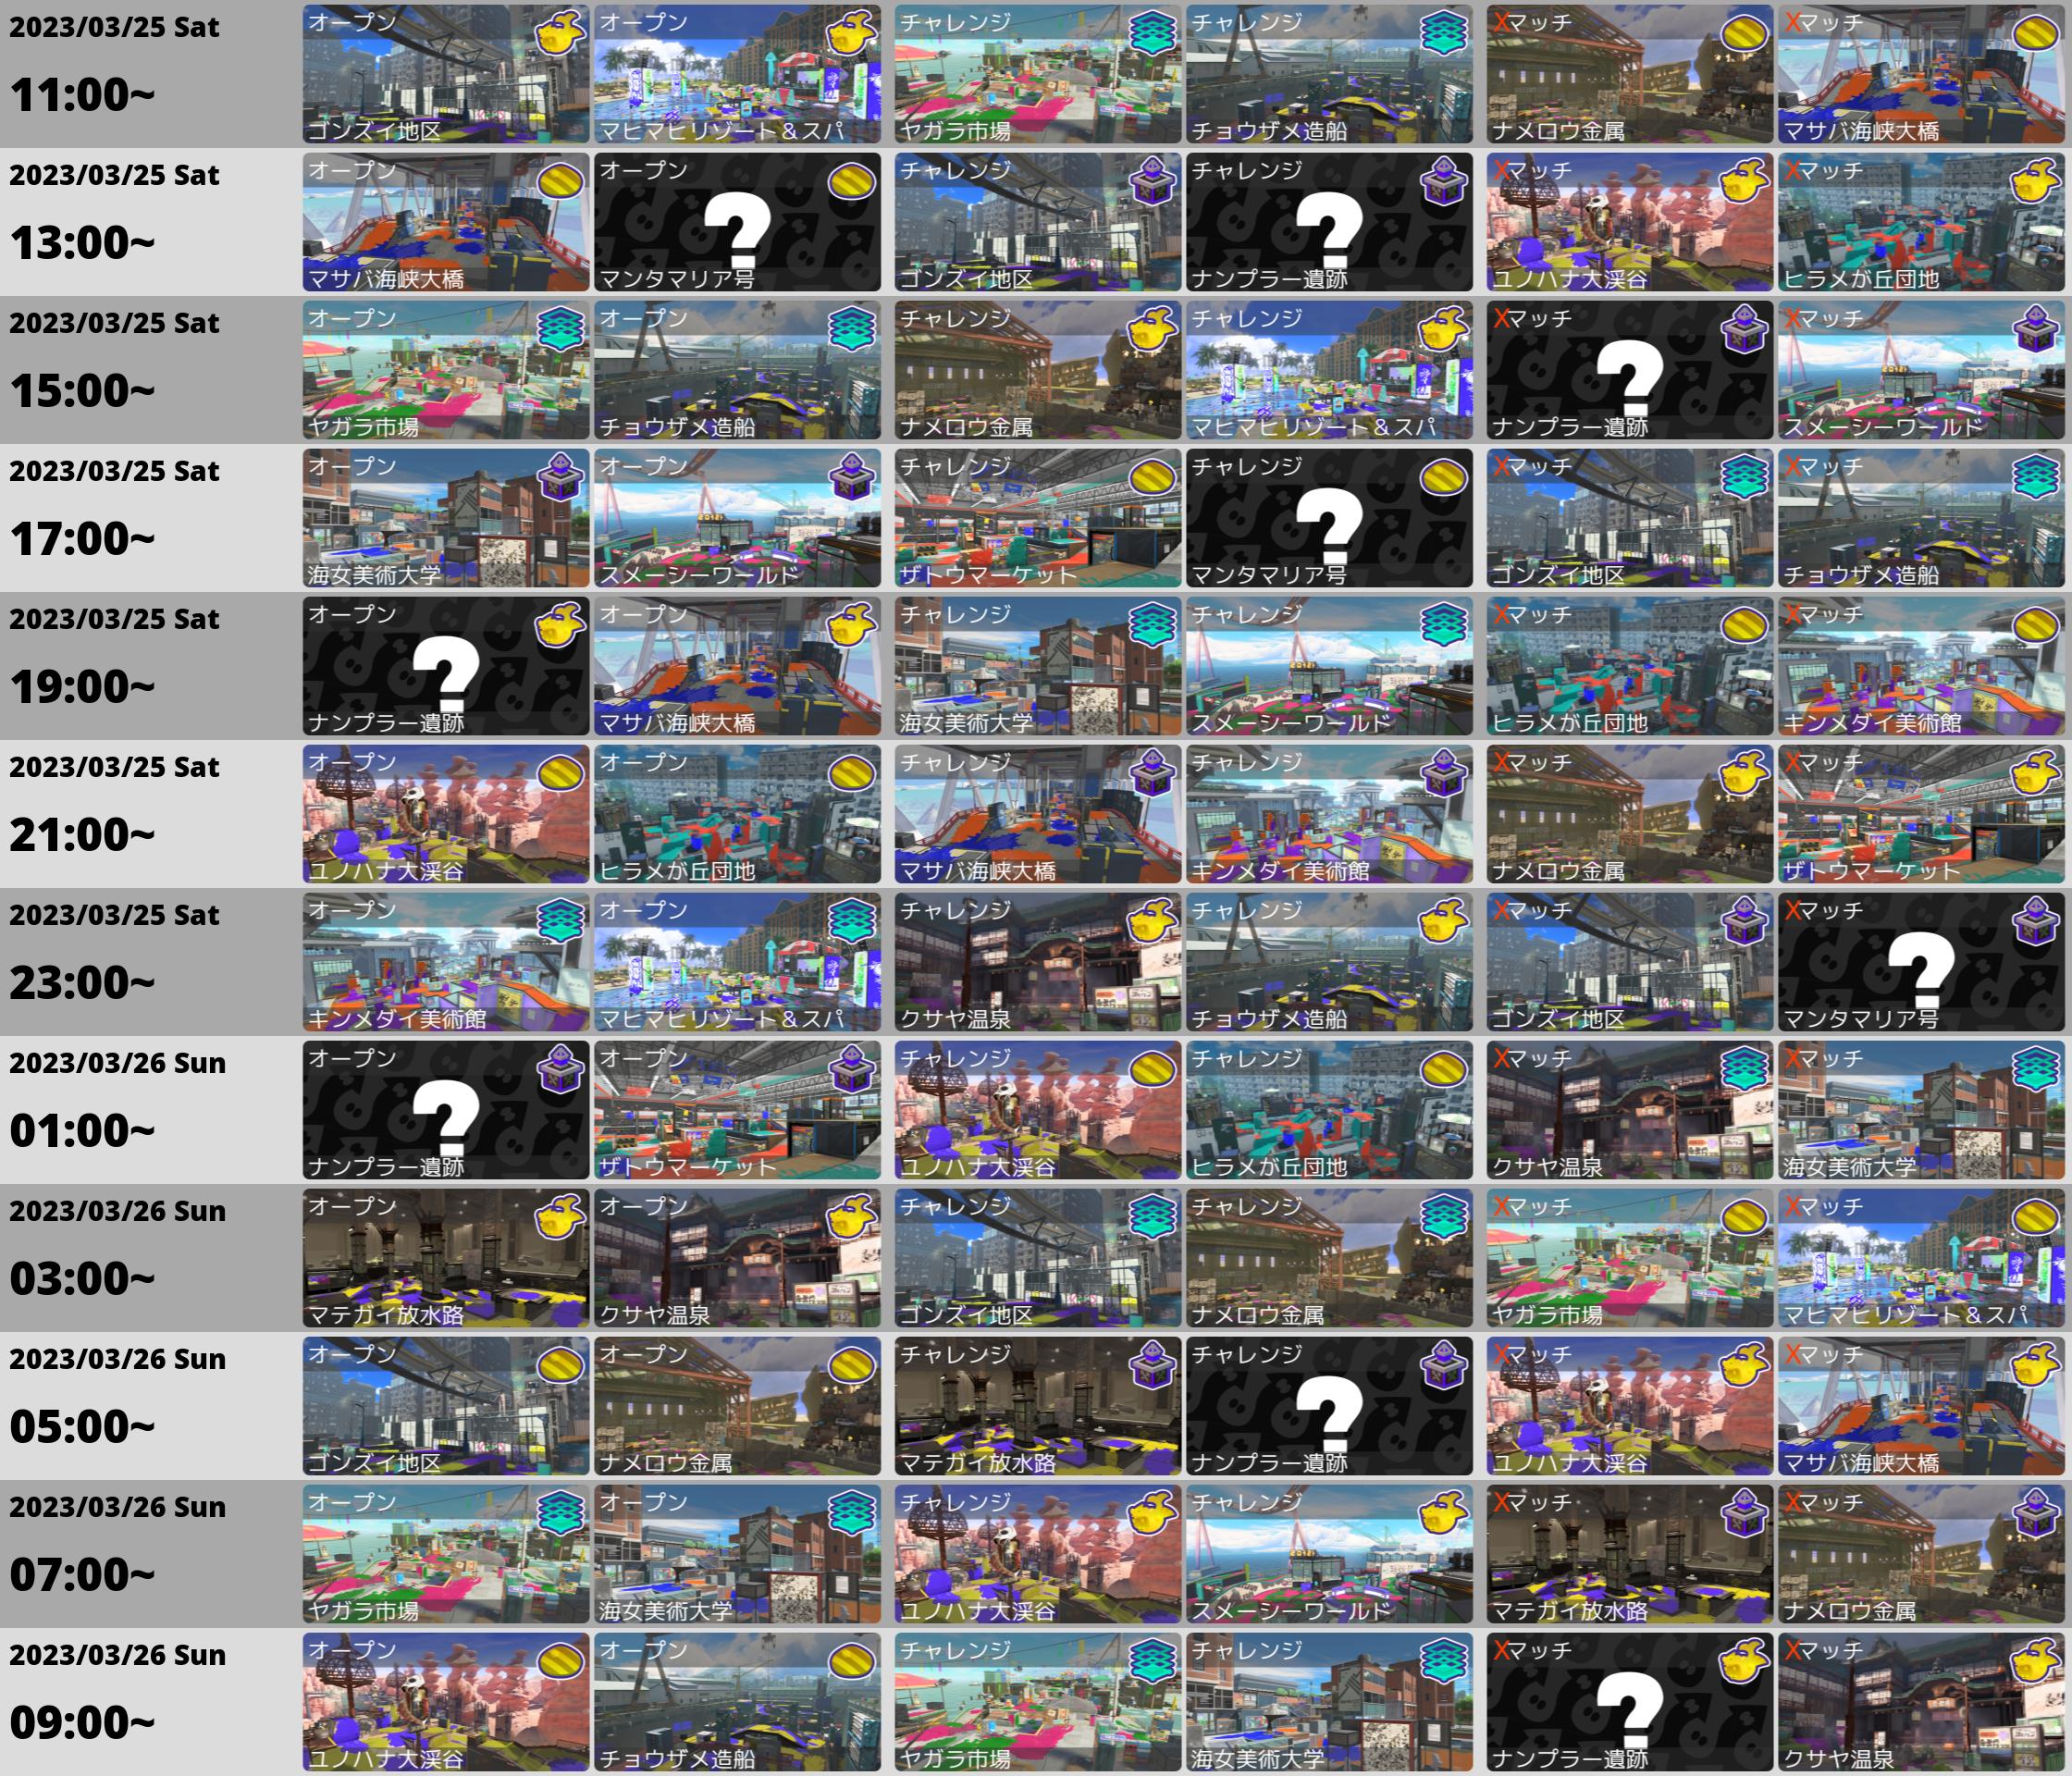 2023/03/25 Sat
11:00~
オープン オープン チャレンジ チャレンジ Xマッチ Xマッチ
ゴンズイ地区 マヒマヒリゾート＆スパ ヤガラ市場 チョウザメ造船 ナメロウ金属 マサバ海峡大橋
2023/03/25 Sat
13:00~
オープン オープン チャレンジ チャレンジ Xマッチ Xマッチ
? ?
マサバ海峡大橋 マンタマリア号 ゴンズイ地区 ナンプラー遺跡 ユノハナ大渓谷 ヒラメが丘団地
2023/03/25 Sat
15:00~
オープン オープン チャレンジ チャレンジ Xマッチ Xマッチ
?
ヤガラ市場 チョウザメ造船 ナメロウ金属 マヒマヒリゾート＆スパ ナンプラー遺跡 スメーシーワールド
2023/03/25 Sat
17:00~
オープン オープン チャレンジ チャレンジ Xマッチ Xマッチ
?
海女美術大学 スメーシーワールド ザトウマーケット マンタマリア号 ゴンズイ地区 チョウザメ造船
2023/03/25 Sat
19:00~
オープン オープン チャレンジ チャレンジ Xマッチ Xマッチ
?
ナンプラー遺跡 マサバ海峡大橋 海女美術大学 スメーシーワールド ヒラメが丘団地 キンメダイ美術館
2023/03/25 Sat
21:00~
オープン オープン チャレンジ チャレンジ Xマッチ Xマッチ
ユノハナ大渓谷 ヒラメが丘団地 マサバ海峡大橋 キンメダイ美術館 ナメロウ金属 ザトウマーケット
2023/03/25 Sat
23:00~
オープン オープン チャレンジ チャレンジ Xマッチ Xマッチ
?
キンメダイ美術館 マヒマヒリゾート＆スパ クサヤ温泉 チョウザメ造船 ゴンズイ地区 マンタマリア号
2023/03/26 Sun
01:00~
オープン オープン チャレンジ チャレンジ Xマッチ Xマッチ
?
ナンプラー遺跡 ザトウマーケット ユノハナ大渓谷 ヒラメが丘団地 クサヤ温泉 海女美術大学
2023/03/26 Sun
03:00~
オープン オープン チャレンジ チャレンジ Xマッチ Xマッチ
マテガイ放水路 クサヤ温泉 ゴンズイ地区 ナメロウ金属 ヤガラ市場 マヒマヒリゾート＆スパ
2023/03/26 Sun
05:00~
オープン オープン チャレンジ チャレンジ Xマッチ Xマッチ
?
ゴンズイ地区 ナメロウ金属 マテガイ放水路 ナンプラー遺跡 ユノハナ大渓谷 マサバ海峡大橋
2023/03/26 Sun
07:00~
オープン オープン チャレンジ チャレンジ Xマッチ Xマッチ
ヤガラ市場 海女美術大学 ユノハナ大渓谷 スメーシーワールド マテガイ放水路 ナメロウ金属
2023/03/26 Sun
09:00~
オープン オープン チャレンジ チャレンジ Xマッチ Xマッチ
?
ユノハナ大渓谷 チョウザメ造船 ヤガラ市場 海女美術大学 ナンプラー遺跡 クサヤ温泉